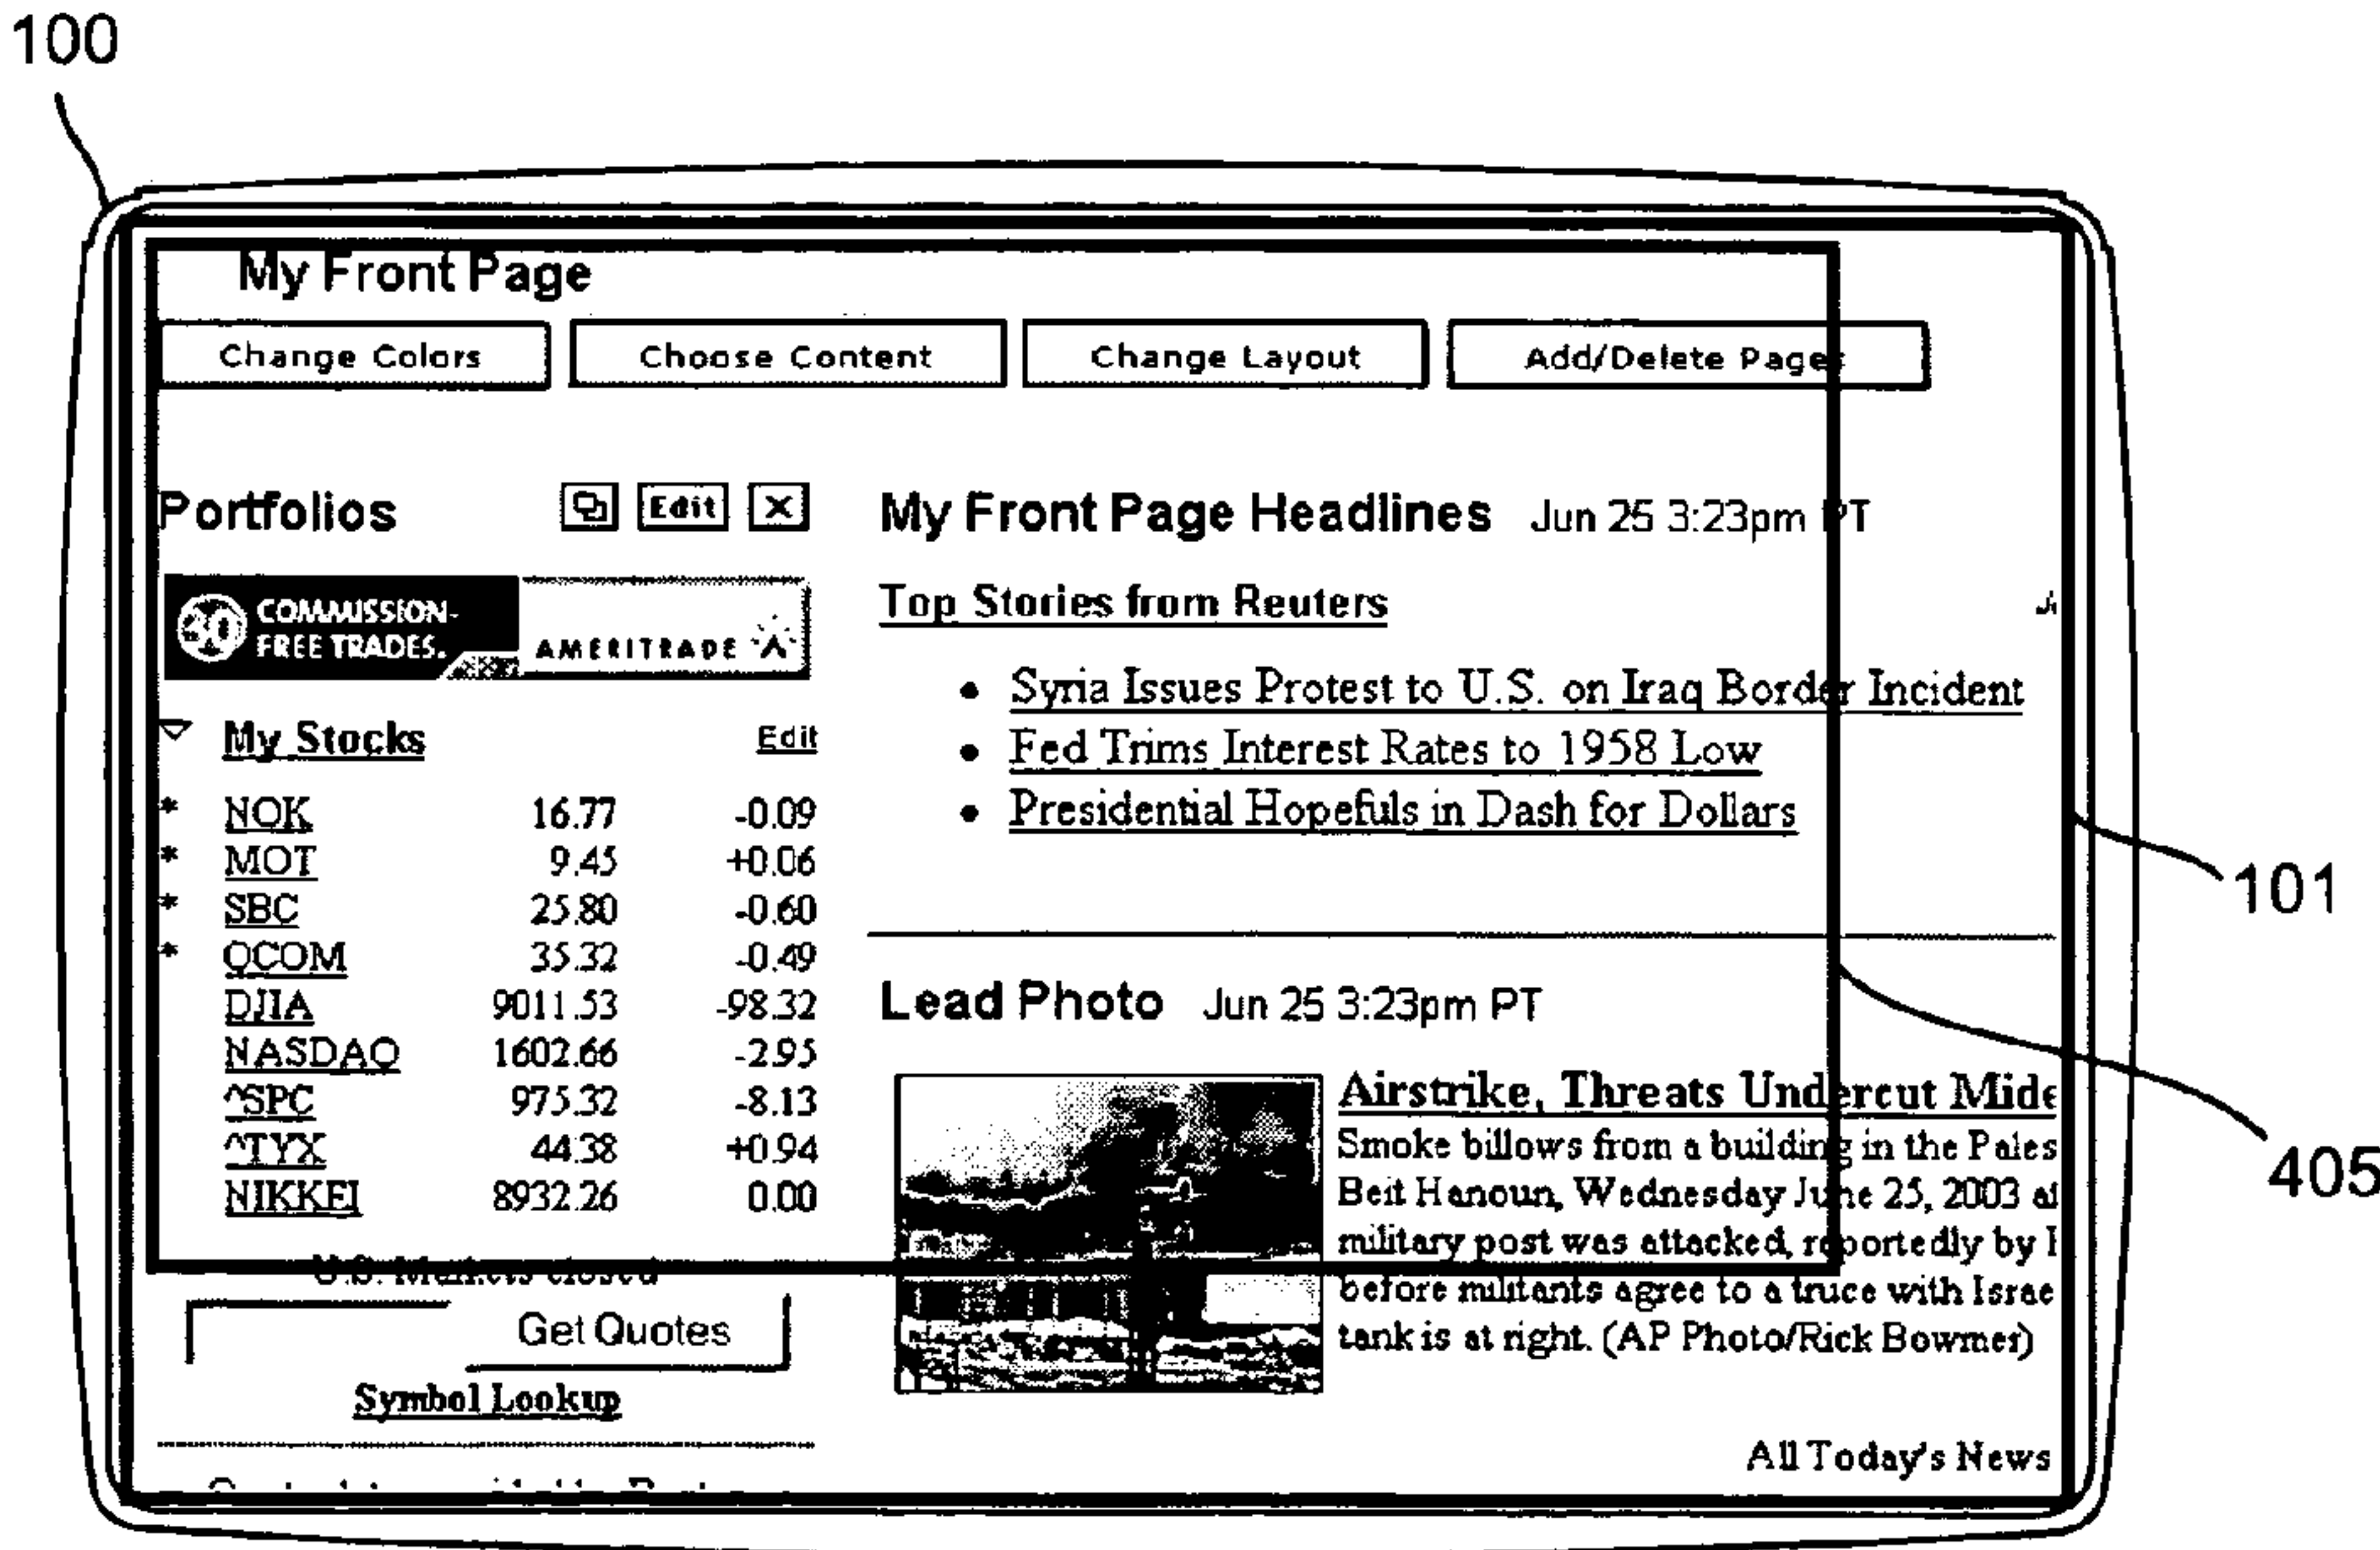 100
My Front Page
Change Colors Choose Content Change Layout Add/Delete Pages
Portfolios Edit X
COMMISSION-
FREE TRADES.
AMERITRADE
My Stocks Edit
* NOK 16.77 -0.09
* MOT 9.45 +0.06
* SBC 25.80 -0.60
* QCOM 35.32 -0.49
DJIA 9011.53 -98.32
NASDAQ 1602.66 -2.95
^SPC 975.32 -8.13
^TYX 44.38 +0.94
NIKKEI 8932.26 0.00
U.S. Markets closed
Get Quotes
Symbol Lookup
My Front Page Headlines Jun 25 3:23pm PT
Top Stories from Reuters
• Syria Issues Protest to U.S. on Iraq Border Incident
• Fed Trims Interest Rates to 1958 Low
• Presidential Hopefuls in Dash for Dollars
Lead Photo Jun 25 3:23pm PT
Airstrike, Threats Undercut Mide
Smoke billows from a building in the Pales
Beit Hanoun, Wednesday June 25, 2003 
military post was attacked, reportedly by
before militants agree to a truce with Israe
tank is at right. (AP Photo/Rick Bowmer)
All Today's News
101
405